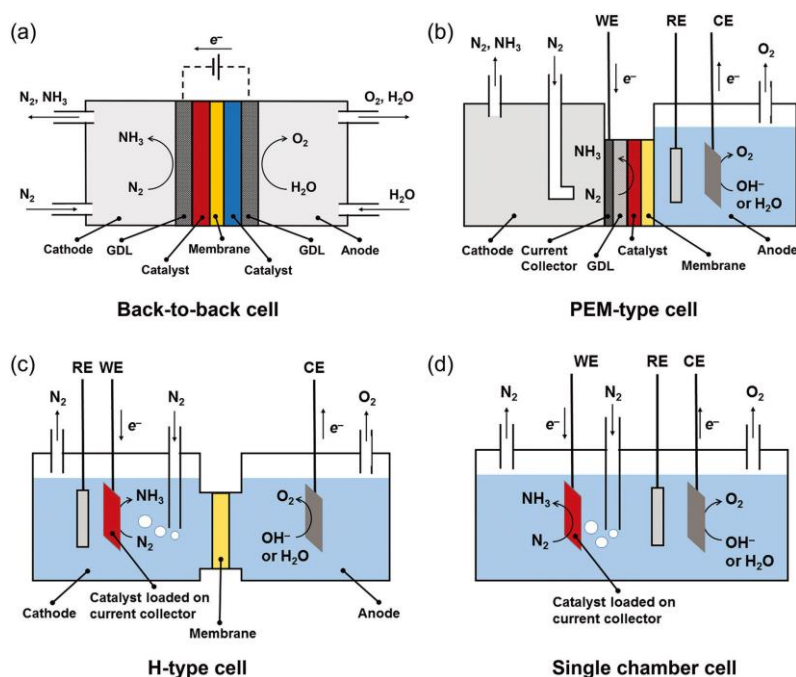 (a)
e⁻
N₂, NH₃
O₂, H₂O
NH₃
O₂
N₂
H₂O
N₂
H₂O
Cathode
GDL
Membrane
GDL
Anode
Catalyst
Catalyst
Back-to-back cell
(b)
WE
RE
CE
N₂, NH₃
N₂
O₂
e⁻
e⁻
NH₃
N₂
O₂
OH⁻
or H₂O
Cathode
Current
Collector
GDL
Catalyst
Membrane
Anode
PEM-type cell
(c)
RE
WE
CE
N₂
N₂
O₂
e⁻
e⁻
NH₃
N₂
O₂
OH⁻
or H₂O
Cathode
Catalyst loaded on
current collector
Membrane
Anode
H-type cell
(d)
WE
RE
CE
N₂
N₂
O₂
e⁻
e⁻
NH₃
N₂
O₂
OH⁻
or H₂O
Catalyst loaded on
current collector
Single chamber cell